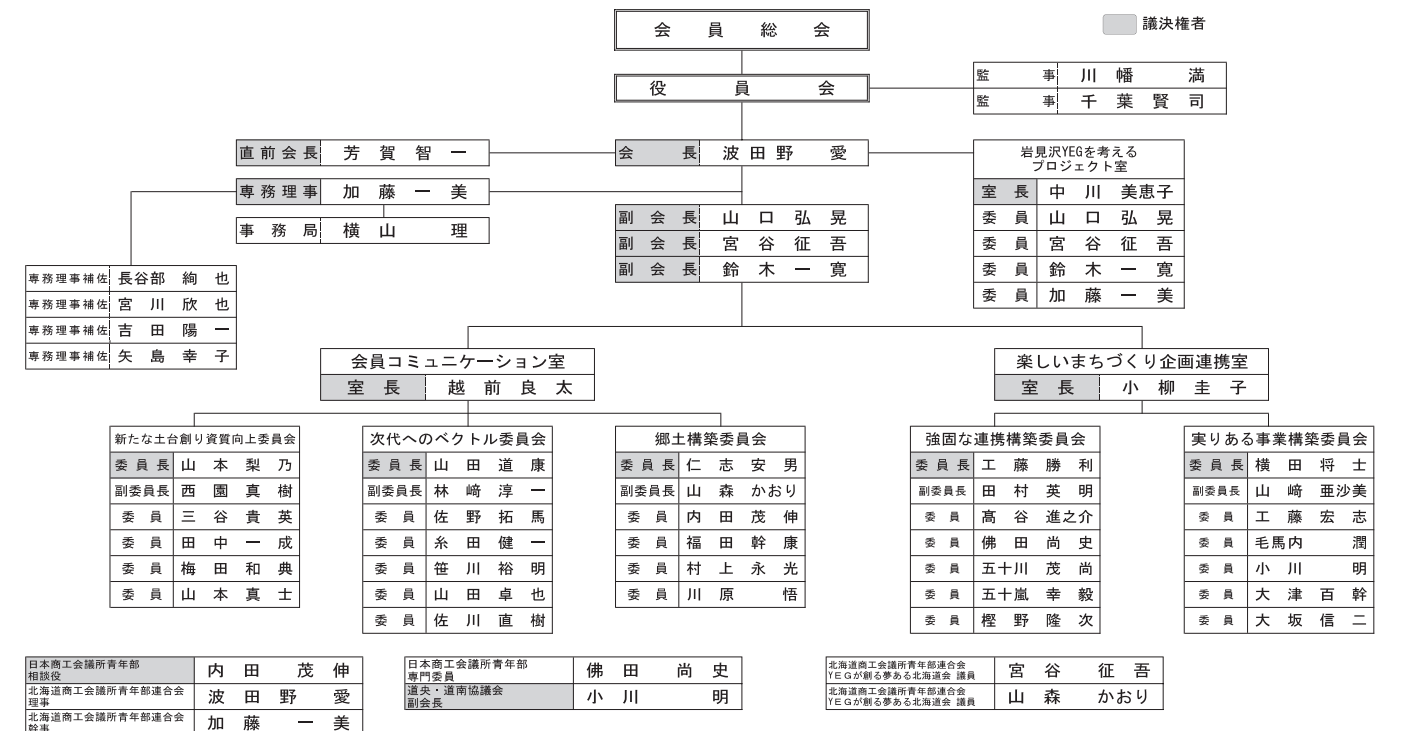 会員総会
議決権者
役員会
監事 川幡 満
監事 千葉賢司
直前会長 芳賀智一
会長 波田野 愛
岩見沢YEGを考える
プロジェクト室
室長 中川 美恵子
委員 山口弘晃
委員 宮谷征吾
委員 鈴木一寛
委員 加藤一美
専務理事 加藤一美
事務局 横山 理
副会長 山口弘晃
副会長 宮谷征吾
副会長 鈴木一寛
専務理事補佐 長谷部 絢也
専務理事補佐 宮川欣也
専務理事補佐 吉田陽一
専務理事補佐 矢島幸子
会員コミュニケーション室
室長 越前良太
楽しいまちづくり企画連携室
室長 小柳圭子
新たな土台創り資質向上委員会
委員長 山本梨乃
副委員長 西園真樹
委員 三谷貴英
委員 田中一成
委員 梅田和典
委員 山本真士
次代へのベクトル委員会
委員長 山田道康
副委員長 林﨑淳一
委員 佐野拓馬
委員 糸田健一
委員 笹川裕明
委員 山田卓也
委員 佐川直樹
郷土構築委員会
委員長 仁志安男
副委員長 山森 かおり
委員 内田茂伸
委員 福田幹康
委員 村上永光
委員 川原 悟
強固な連携構築委員会
委員長 工藤勝利
副委員長 田村英明
委員 髙谷 進之介
委員 佛田尚史
委員 五十川 茂尚
委員 五十嵐 幸毅
委員 樫野隆次
実りある事業構築委員会
委員長 横田将士
副委員長 山﨑 亜沙美
委員 工藤宏志
委員 毛馬内 潤
委員 小川 明
委員 大津百幹
委員 大坂信二
日本商工会議所青年部
相談役 内田 茂伸
北海道商工会議所青年部連合会
理事 波田野 愛
北海道商工会議所青年部連合会
幹事 加藤 一美
日本商工会議所青年部
専門委員 佛田 尚史
道央・道南協議会
副会長 小川 明
北海道商工会議所青年部連合会
YEGが創る夢ある北海道会 議員 宮谷 征吾
北海道商工会議所青年部連合会
YEGが創る夢ある北海道会 議員 山森 かおり